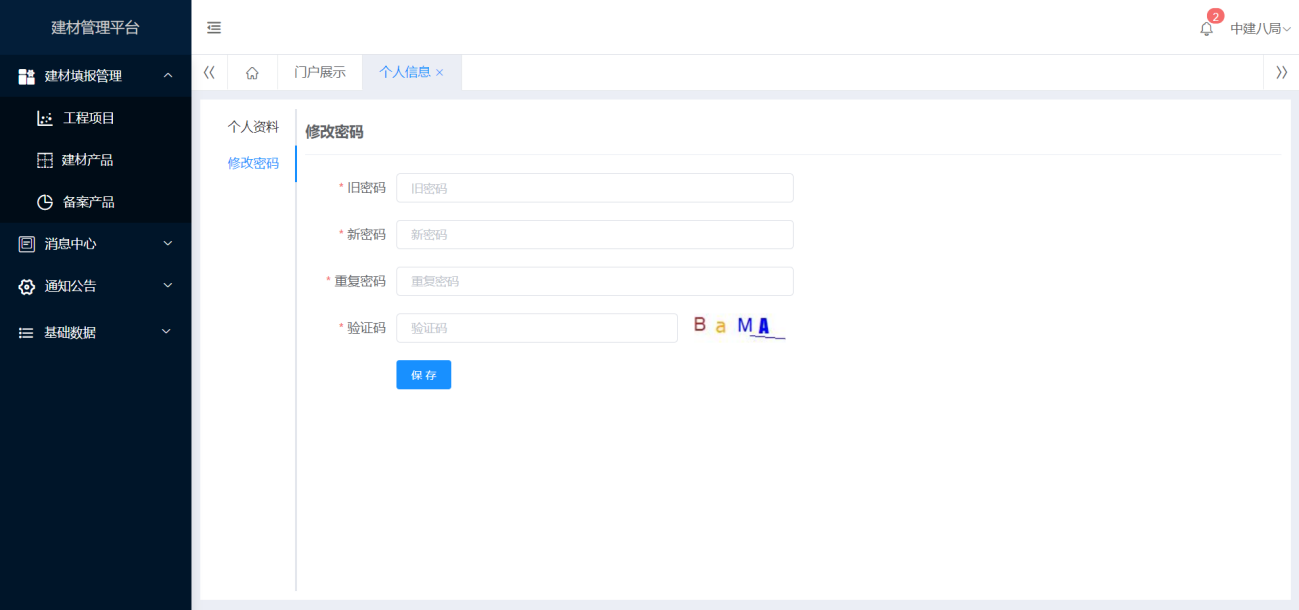 建材管理平台
2
中建八局
门户展示
个人信息
建材填报管理
工程项目
建材产品
备案产品
消息中心
通知公告
基础数据
个人资料
修改密码
修改密码
* 旧密码 旧密码
* 新密码 新密码
* 重复密码 重复密码
* 验证码 验证码 B a M A
保 存